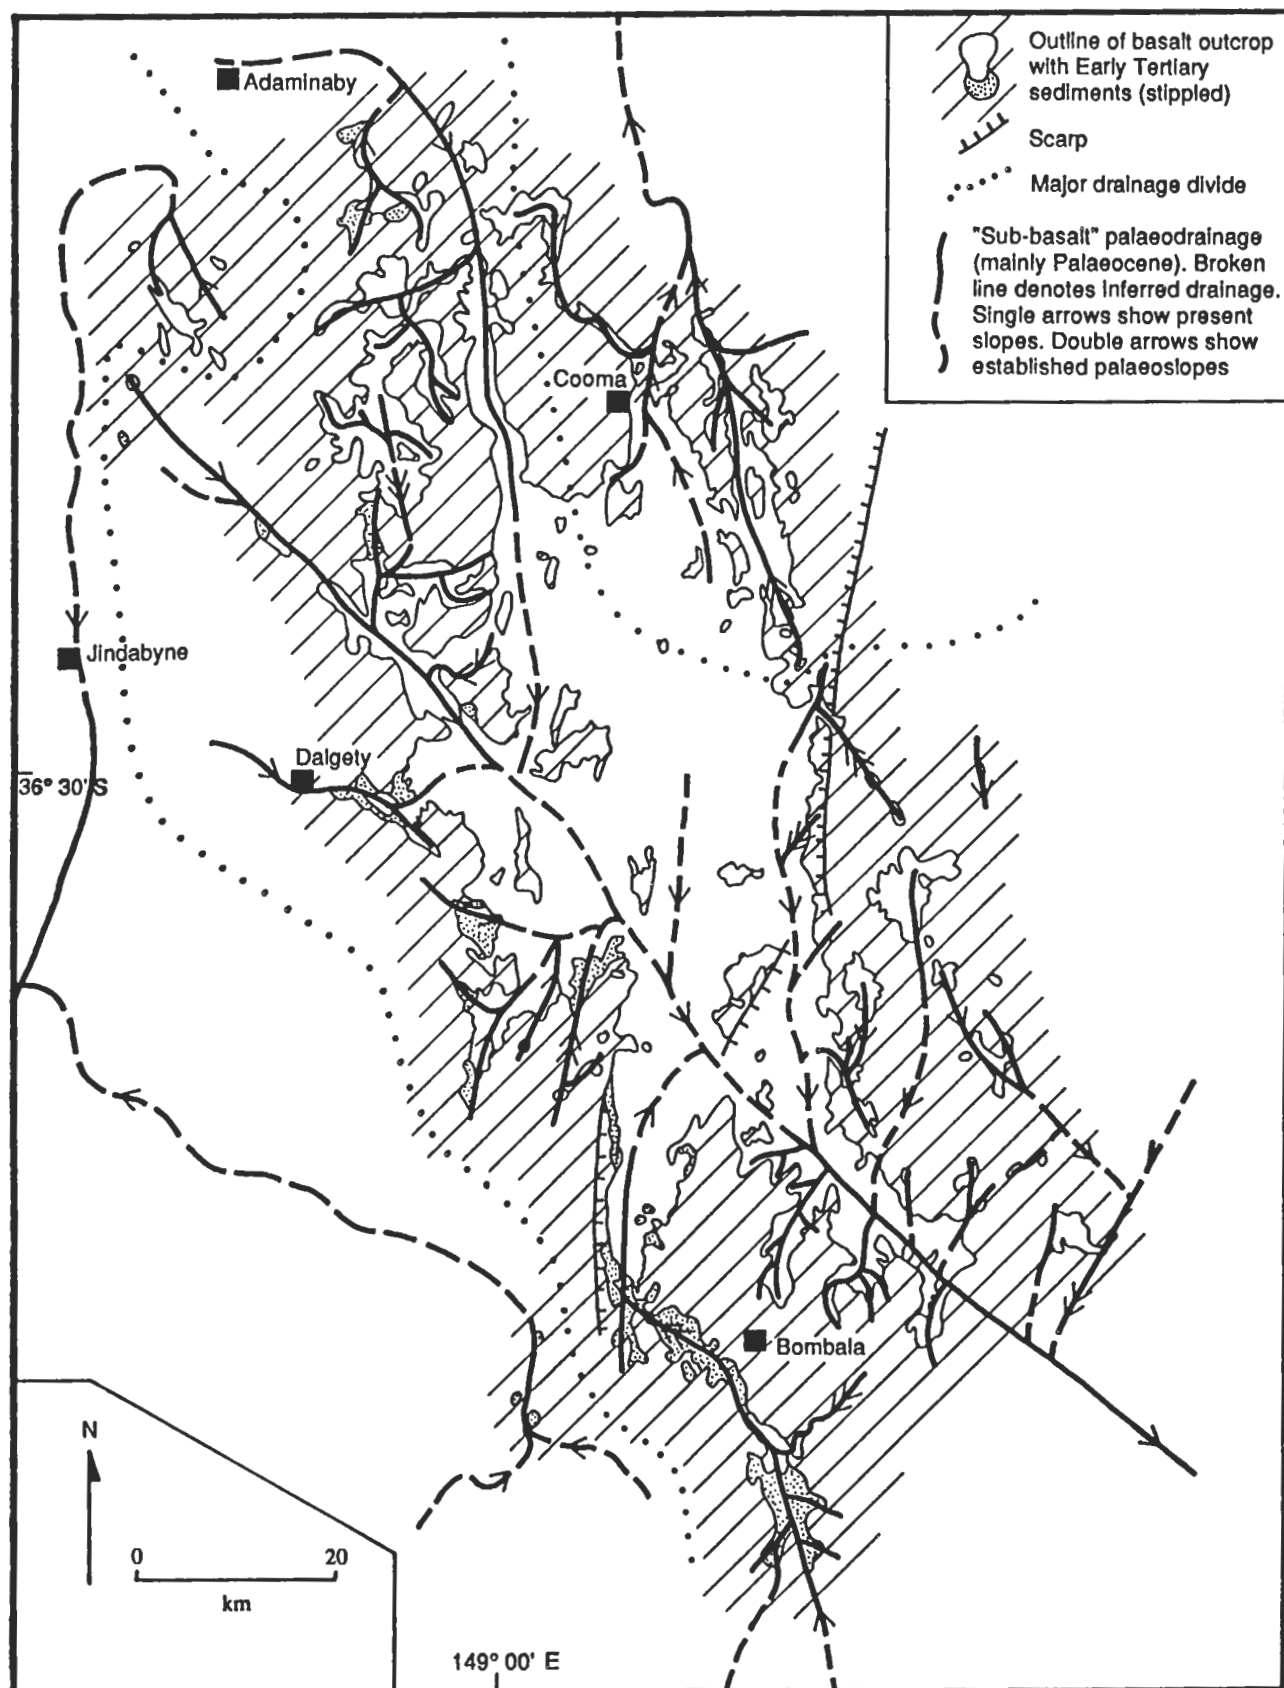 Outline of basalt outcrop
with Early Tertiary
sediments (stippled)
Scarp
Major drainage divide
"Sub-basalt" palaeodrainage
(mainly Palaeocene). Broken
line denotes inferred drainage.
Single arrows show present
slopes. Double arrows show
established palaeoslopes
Adaminaby
Cooma
Jindabyne
Dalgety
36° 30' S
Bombala
N
0 20
km
149° 00' E